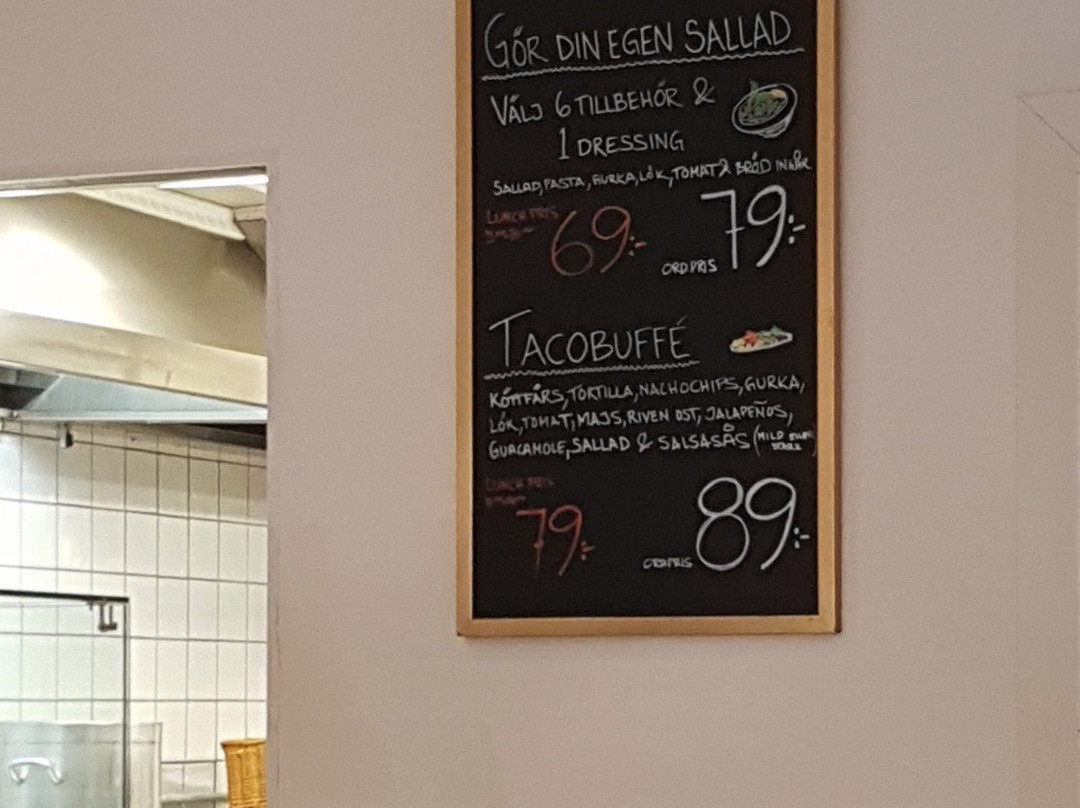 GÖR DIN EGEN SALLAD
VÄLJ 6 TILLBEHÖR &
1 DRESSING
SALLAD, PASTA, GURKA, LÖK, TOMAT & BRÖD INGÅR
LUNCH PRIS
69:-
ORD.PRIS 79:-
TACOBUFFÉ
KÖTTFÄRS, TORTILLA, NACHOCHIPS, GURKA,
LÖK, TOMAT, MAJS, RIVEN OST, JALAPEÑOS,
GUACAMOLE, SALLAD & SALSASÅS (MILD
STARK
LUNCH PRIS
79:-
ORD.PRIS 89:-